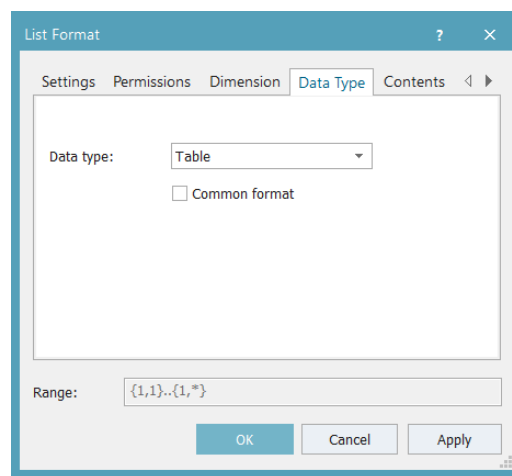 List Format ?
Settings Permissions Dimension Data Type Contents
Data type: Table
Common format
Range: {1,1}..{1,*}
OK Cancel Apply